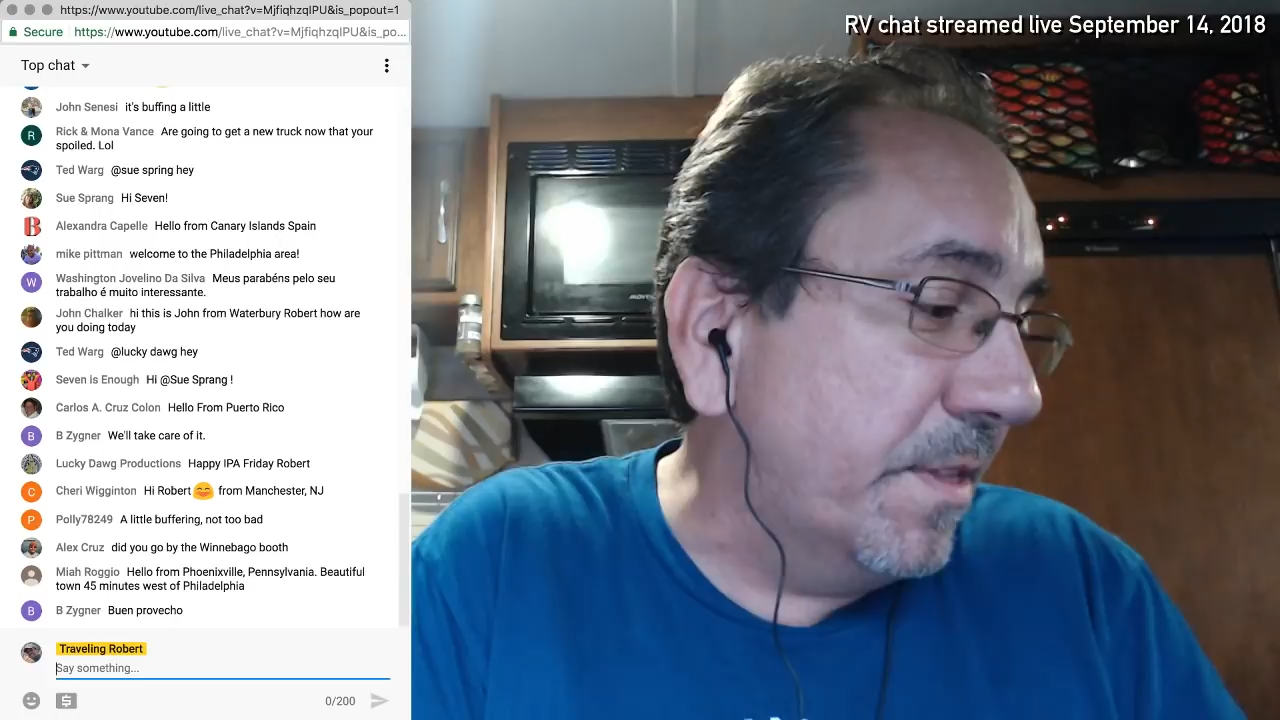 https://www.youtube.com/live_chat?v=MjfiqhzqIPU&is_popout=1
RV chat streamed live September 14, 2018
Secure https://www.youtube.com/live_chat?v=MjfiqhzqIPU&is_po...
Top chat
John Senesi it's buffing a little
Rick & Mona Vance Are going to get a new truck now that your
spoiled. Lol
Ted Warg @sue spring hey
Sue Sprang Hi Seven!
Alexandra Capelle Hello from Canary Islands Spain
mike pittman welcome to the Philadelphia area!
Washington Jovelino Da Silva Meus parabéns pelo seu
trabalho é muito interessante.
John Chalker hi this is John from Waterbury Robert how are
you doing today
Ted Warg @lucky dawg hey
Seven is Enough Hi @Sue Sprang !
Carlos A. Cruz Colon Hello From Puerto Rico
B Zygner We'll take care of it.
Lucky Dawg Productions Happy IPA Friday Robert
Cheri Wigginton Hi Robert 😊 from Manchester, NJ
Polly78249 A little buffering, not too bad
Alex Cruz did you go by the Winnebago booth
Miah Roggio Hello from Phoenixville, Pennsylvania. Beautiful
town 45 minutes west of Philadelphia
B Zygner Buen provecho
Traveling Robert
Say something...
0/200